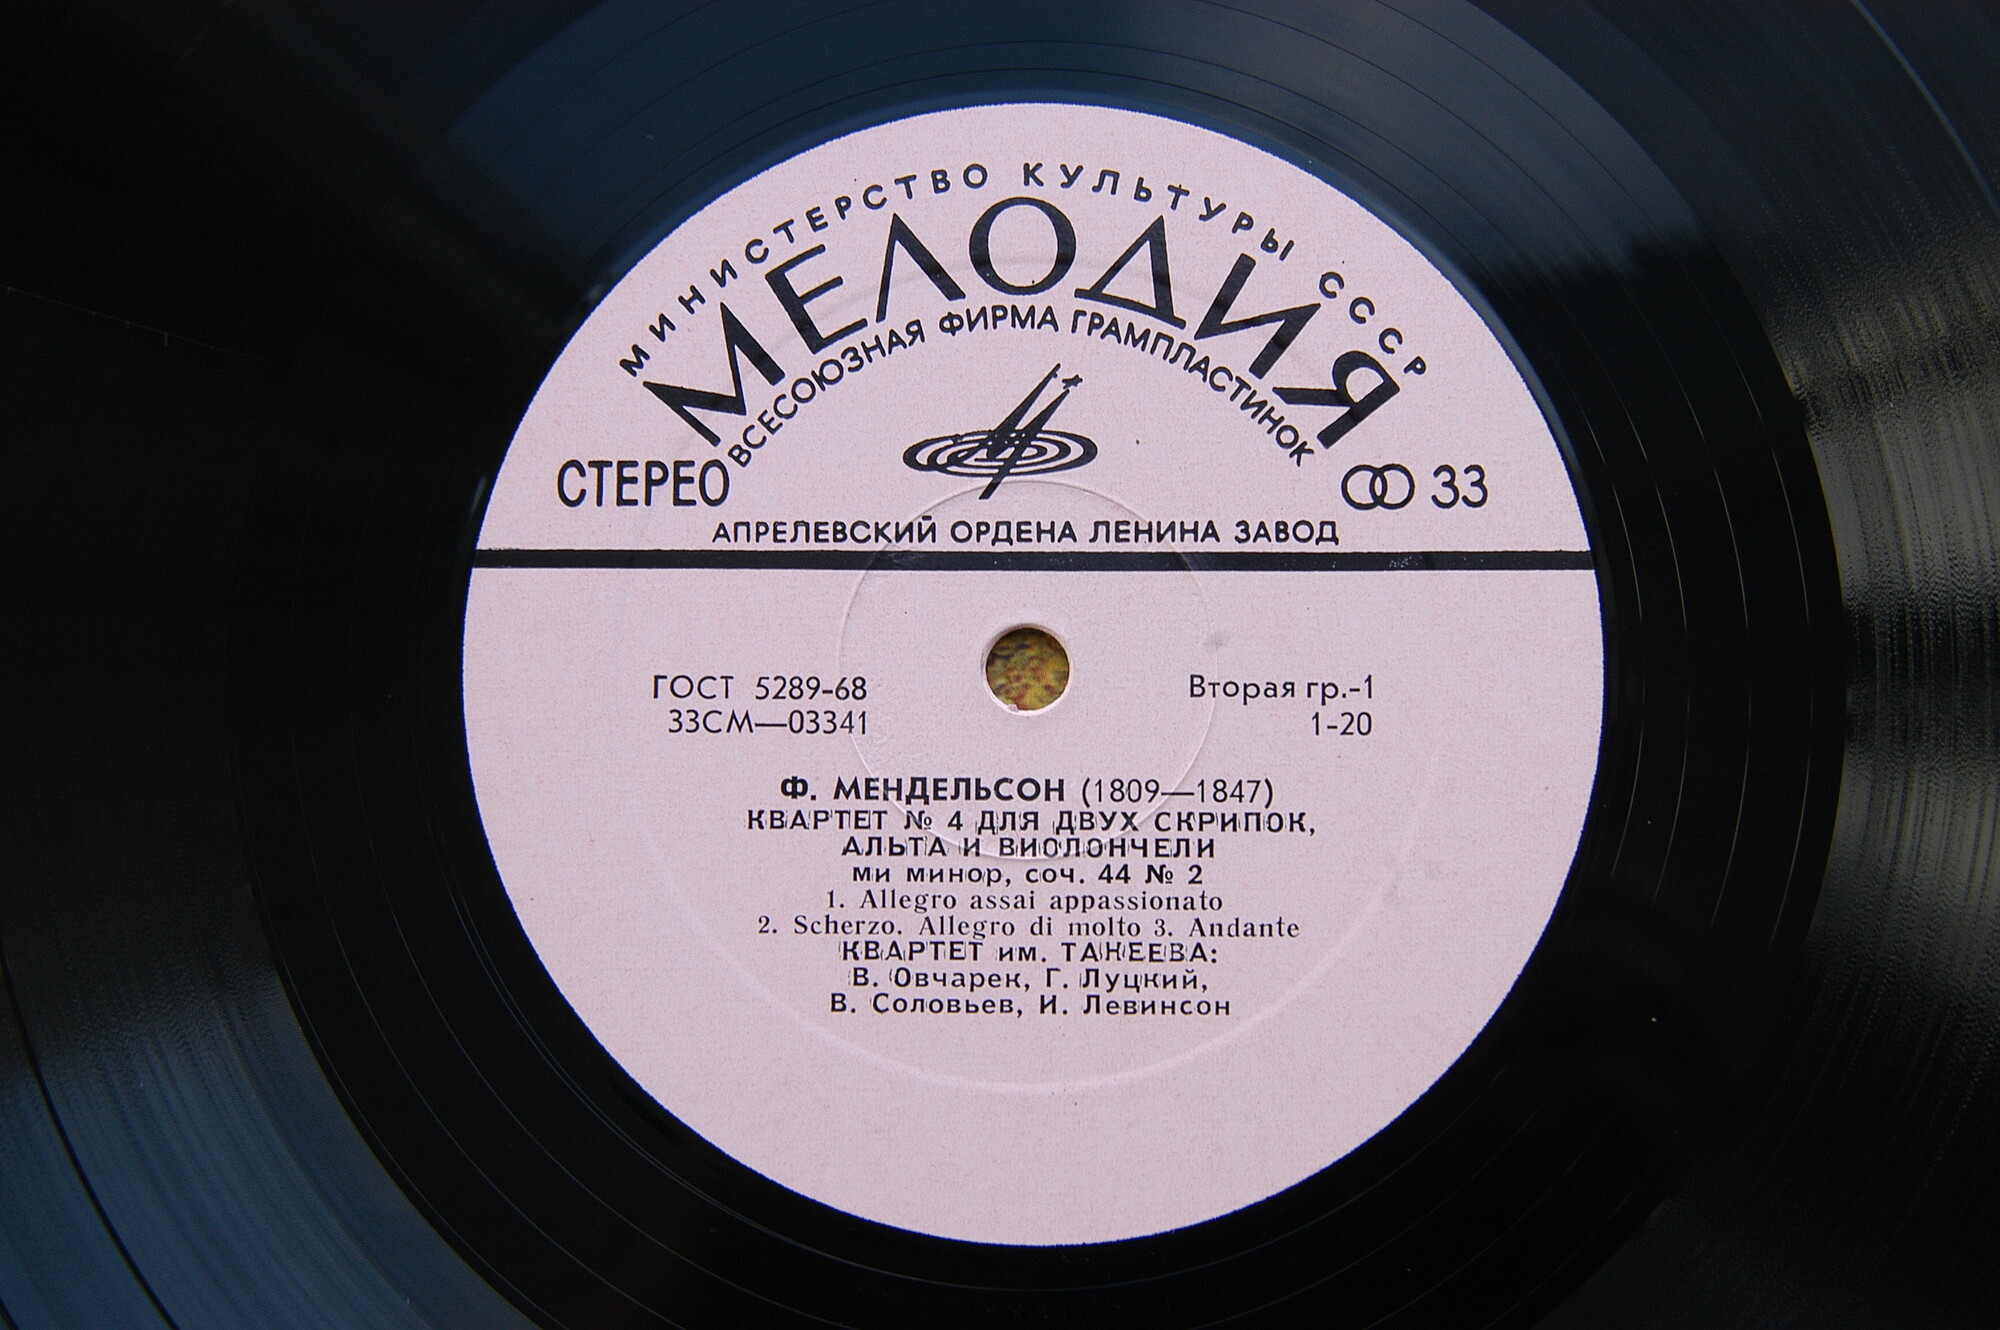 МИНИСТЕРСТВО КУЛЬТУРЫ СССР
МЕЛОДИЯ
ВСЕСОЮЗНАЯ ФИРМА ГРАМПЛАСТИНОК
СТЕРЕО
33
АПРЕЛЕВСКИЙ ОРДЕНА ЛЕНИНА ЗАВОД
ГОСТ 5289-68
33СМ—03341
Вторая гр.-1
1-20
Ф. МЕНДЕЛЬСОН (1809—1847)
КВАРТЕТ № 4 ДЛЯ ДВУХ СКРИПОК,
АЛЬТА И ВИОЛОНЧЕЛИ
ми минор, соч. 44 № 2
1. Allegro assai appassionato
2. Scherzo. Allegro di molto 3. Andante
КВАРТЕТ им. ТАНЕЕВА:
В. Овчарек, Г. Луцкий,
В. Соловьев, И. Левинсон